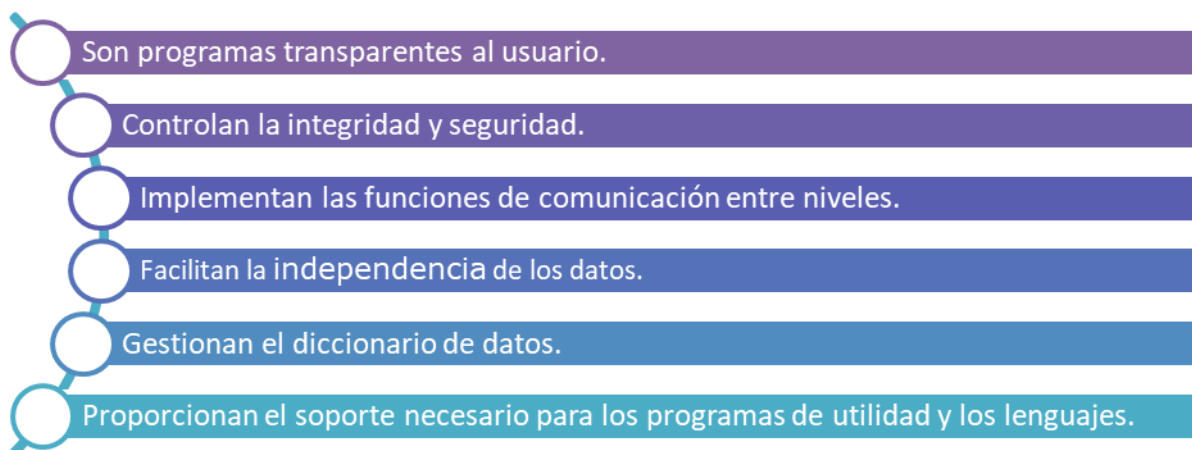 Son programas transparentes al usuario.
Controlan la integridad y seguridad.
Implementan las funciones de comunicación entre niveles.
Facilitan la independencia de los datos.
Gestionan el diccionario de datos.
Proporcionan el soporte necesario para los programas de utilidad y los lenguajes.